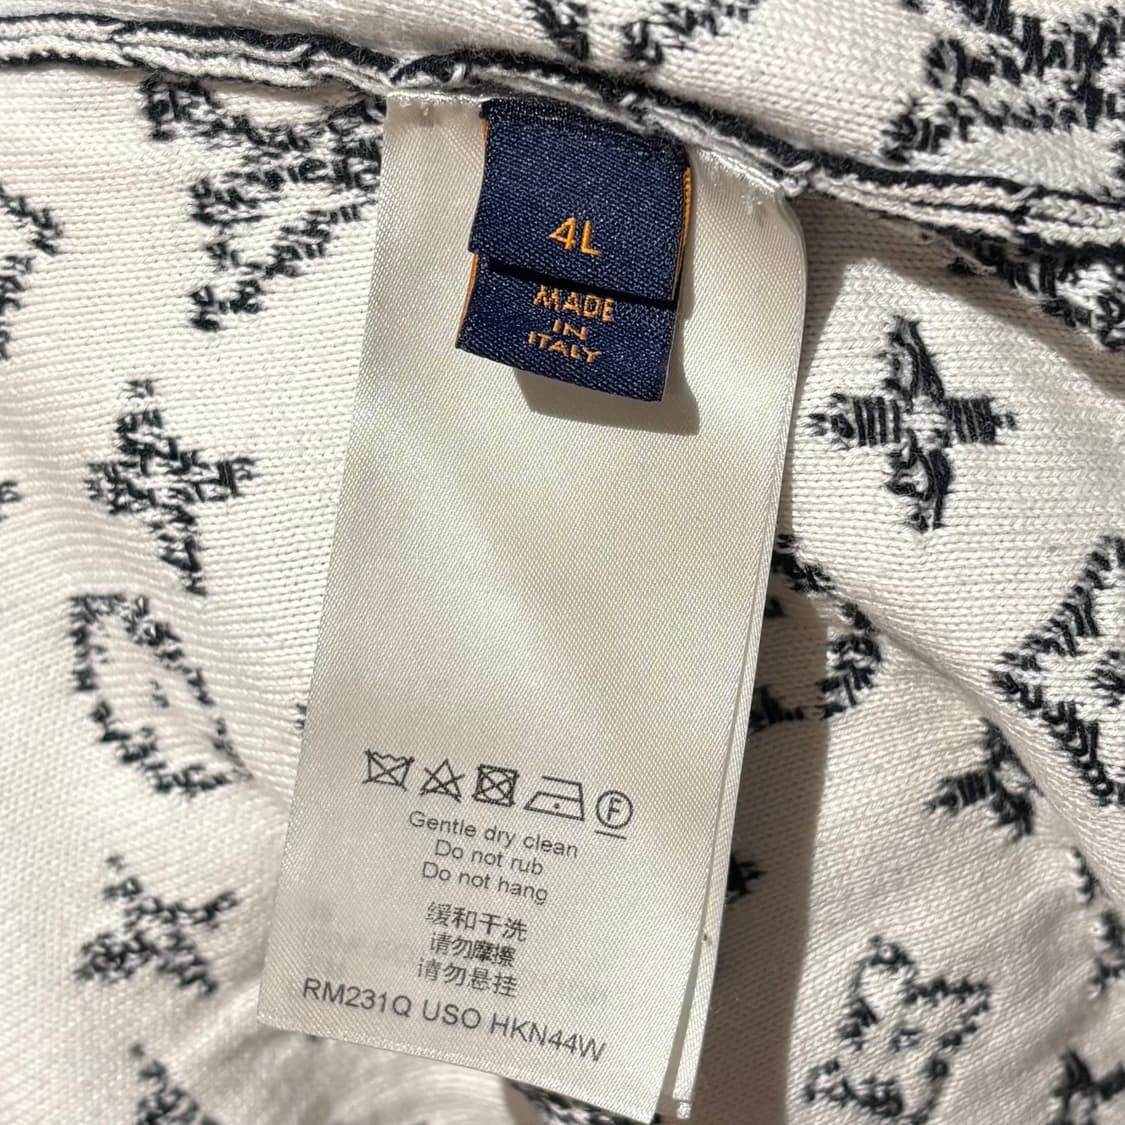 4L
MADE
IN
ITALY
F
Gentle dry clean
Do not rub
Do not hang
缓和干洗
请勿摩擦
请勿悬挂
RM231Q USO HKN44W